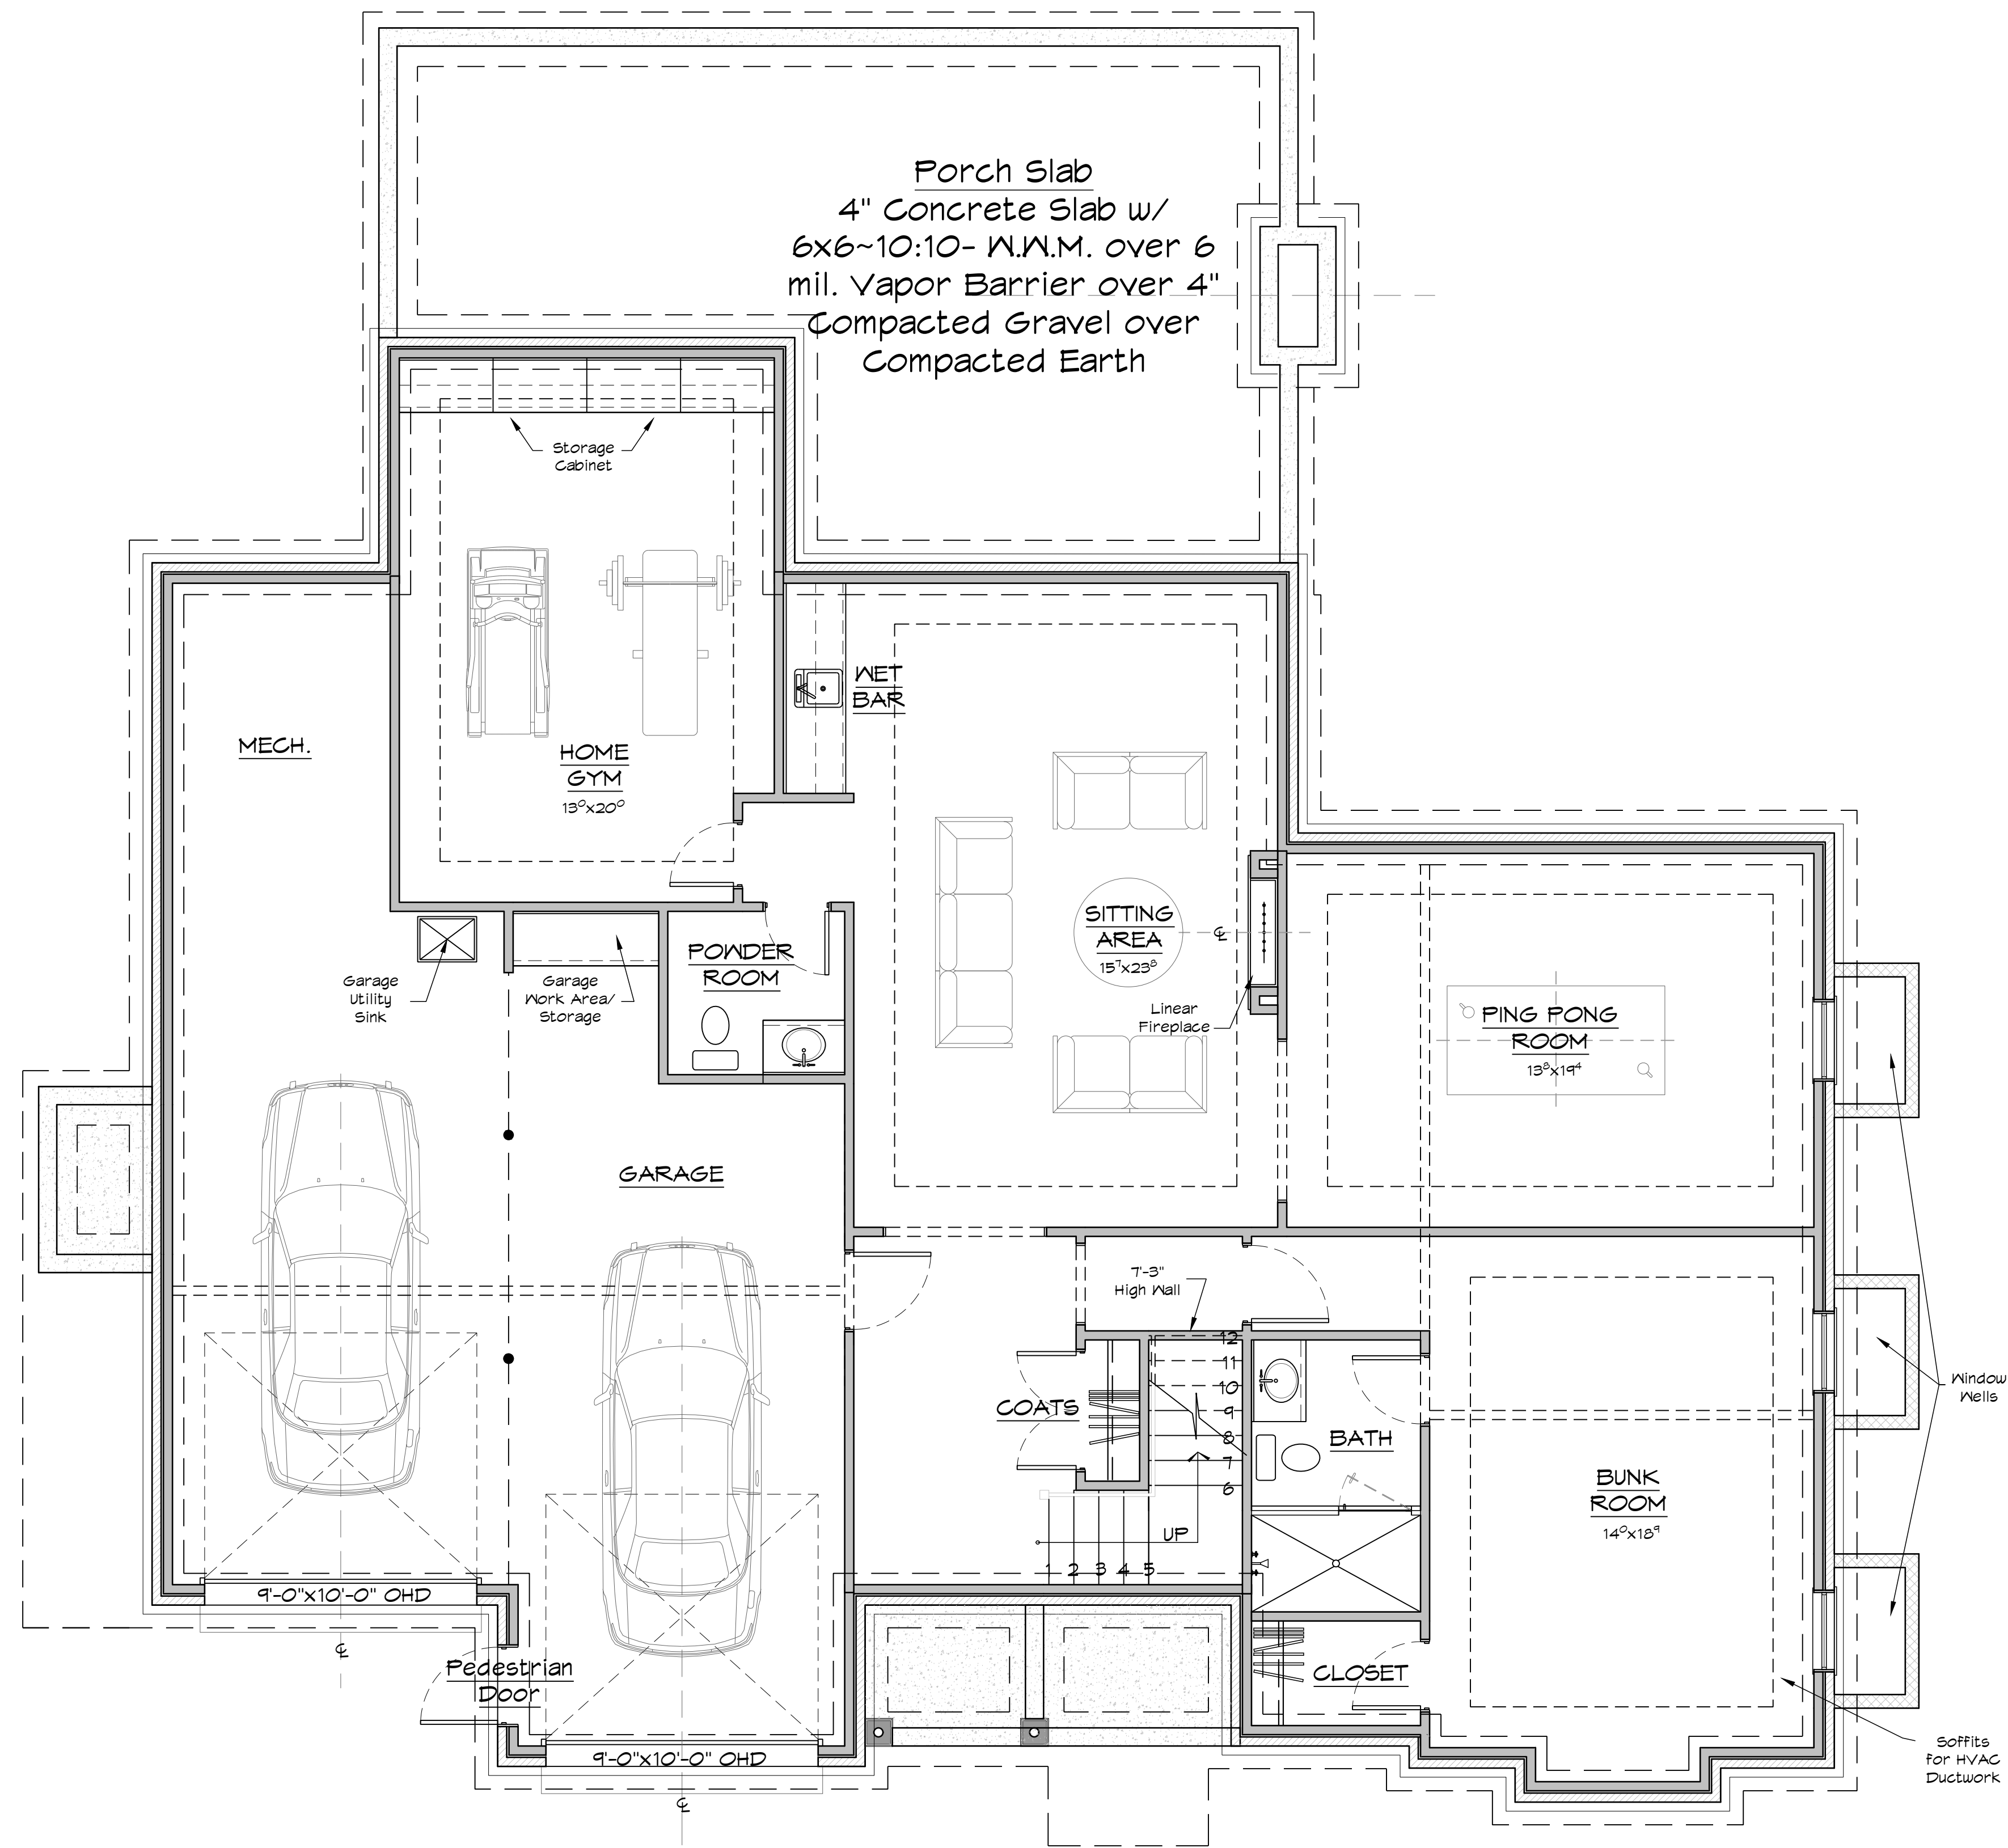 Porch Slab
4" Concrete Slab w/
6x6~10:10- W.W.M. over 6
mil. Vapor Barrier over 4"
Compacted Gravel over
Compacted Earth
Storage
Cabinet
WET
BAR
MECH.
HOME
GYM
13⁰x20⁰
SITTING
AREA
15⁷x23⁸
℄
POWDER
ROOM
Garage
Utility
Sink
Garage
Work Area/
Storage
Linear
Fireplace
PING PONG
ROOM
13⁸x19⁴
GARAGE
7'-3"
High Wall
12
11
10
9
8
7
6
UP
1 2 3 4 5
COATS
BATH
Window
Wells
BUNK
ROOM
14⁰x18⁹
9'-0"x10'-0" OHD
℄
Pedestrian
Door
CLOSET
9'-0"x10'-0" OHD
℄
Soffits
for HVAC
Ductwork